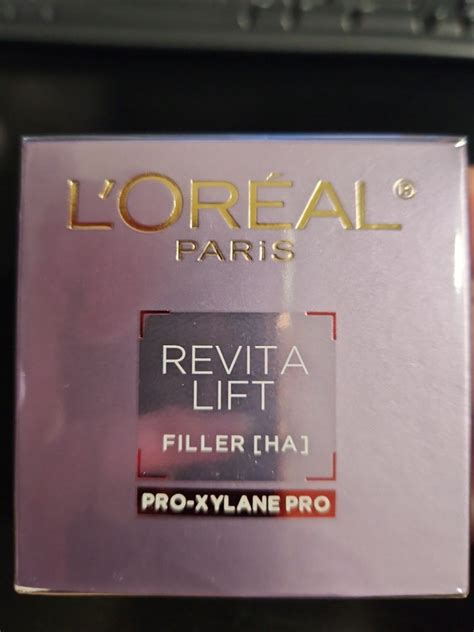 L'ORÉAL®
PARiS
REVITA
LIFT
FILLER [HA]
PRO-XYLANE PRO